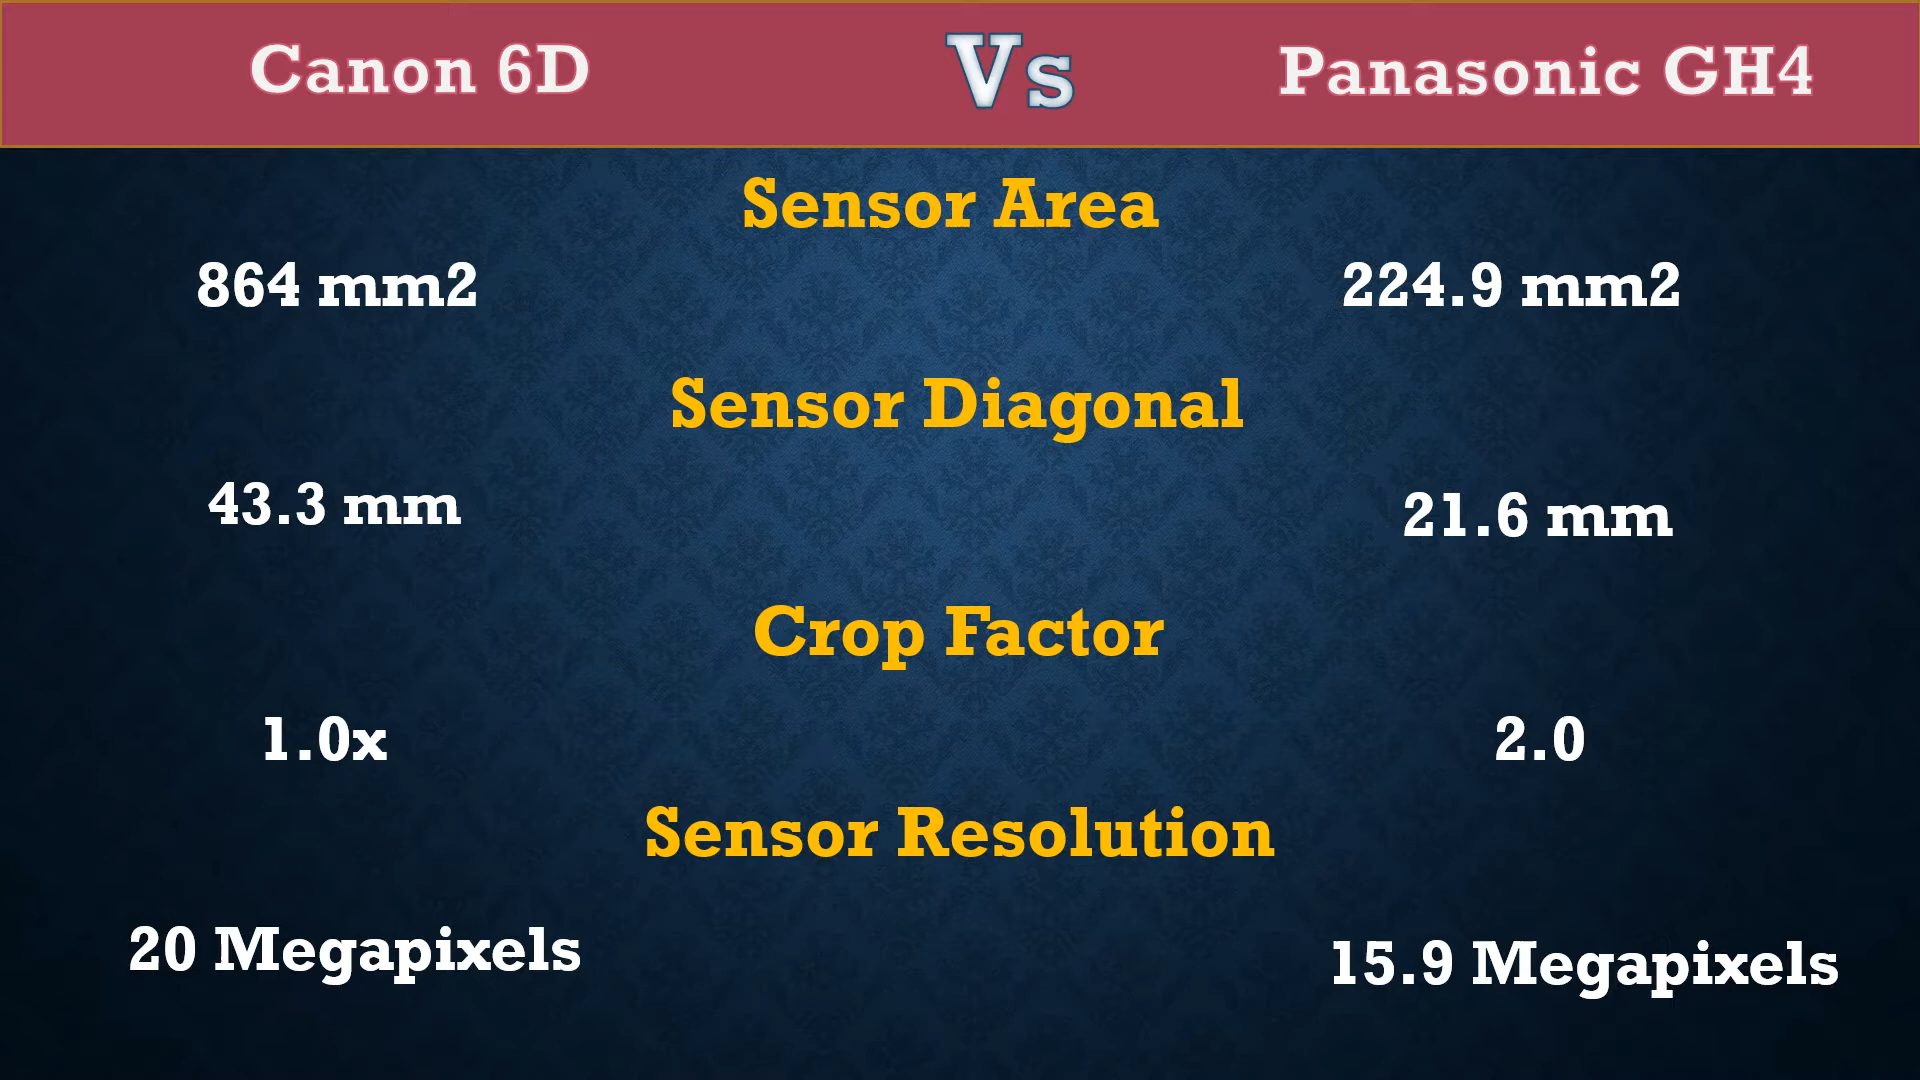 Canon 6D Vs Panasonic GH4
Sensor Area
864 mm2 224.9 mm2
Sensor Diagonal
43.3 mm 21.6 mm
Crop Factor
1.0x 2.0
Sensor Resolution
20 Megapixels 15.9 Megapixels